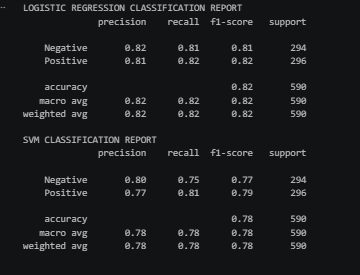 LOGISTIC REGRESSION CLASSIFICATION REPORT
precision recall f1-score support
Negative 0.82 0.81 0.81 294
Positive 0.81 0.82 0.82 296
accuracy 0.82 590
macro avg 0.82 0.82 0.82 590
weighted avg 0.82 0.82 0.82 590
SVM CLASSIFICATION REPORT
precision recall f1-score support
Negative 0.80 0.75 0.77 294
Positive 0.77 0.81 0.79 296
accuracy 0.78 590
macro avg 0.78 0.78 0.78 590
weighted avg 0.78 0.78 0.78 590